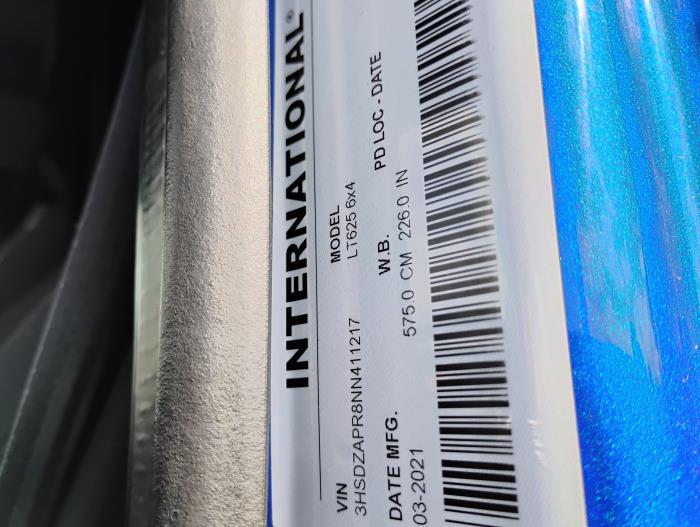 INTERNATIONAL®
VIN MODEL
3HSDZAPR8NN411217 LT625 6x4
DATE MFG. W.B. PD LOC - DATE
03-2021 575.0 CM 226.0 IN